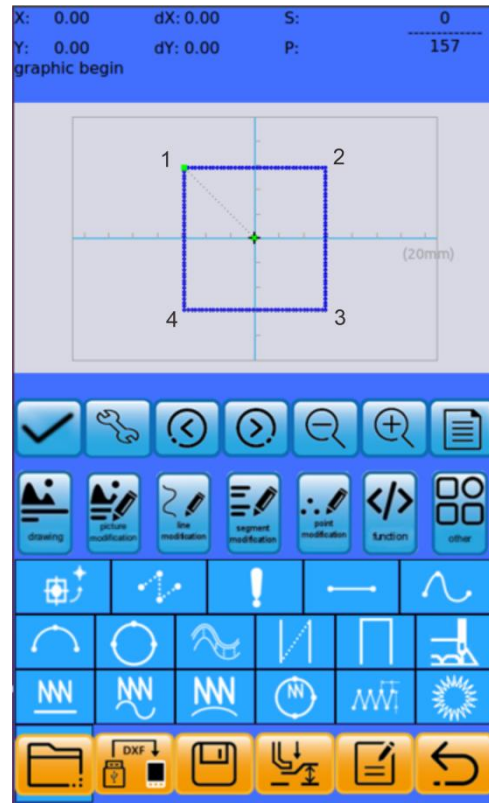 X: 0.00 dX: 0.00 S: 0
Y: 0.00 dY: 0.00 P: 157
graphic begin
1 2
(20mm)
4 3
drawing
picture modification
line modification
segment modification
point modification
function
other
DXF